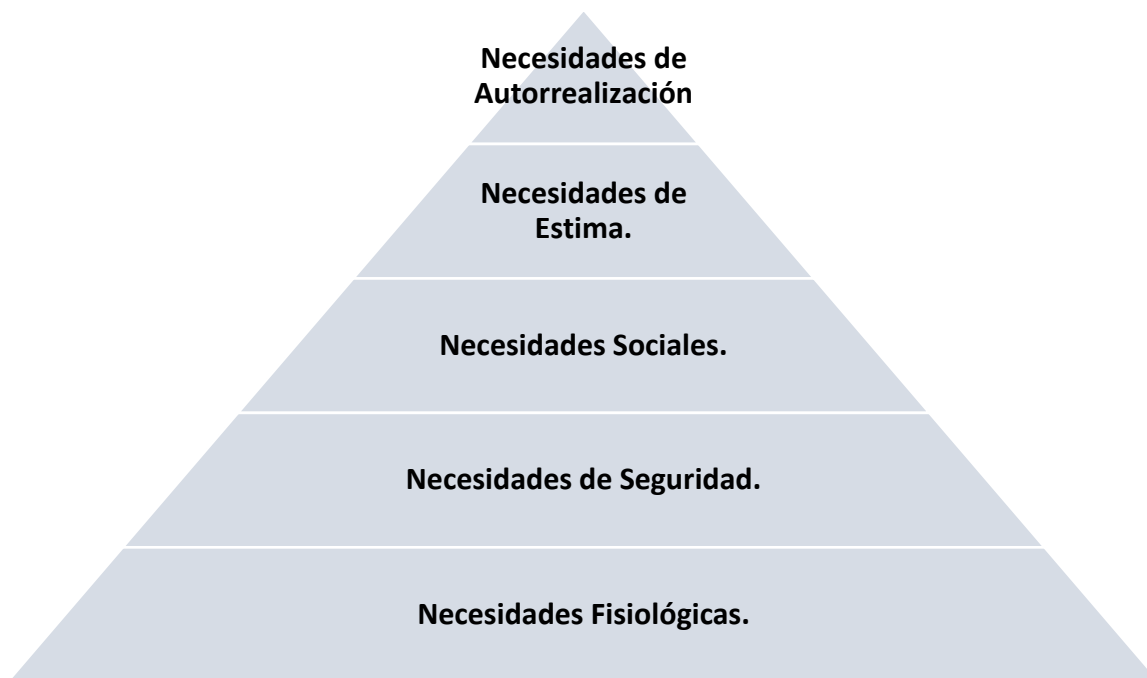 Necesidades de
Autorrealización
Necesidades de
Estima.
Necesidades Sociales.
Necesidades de Seguridad.
Necesidades Fisiológicas.